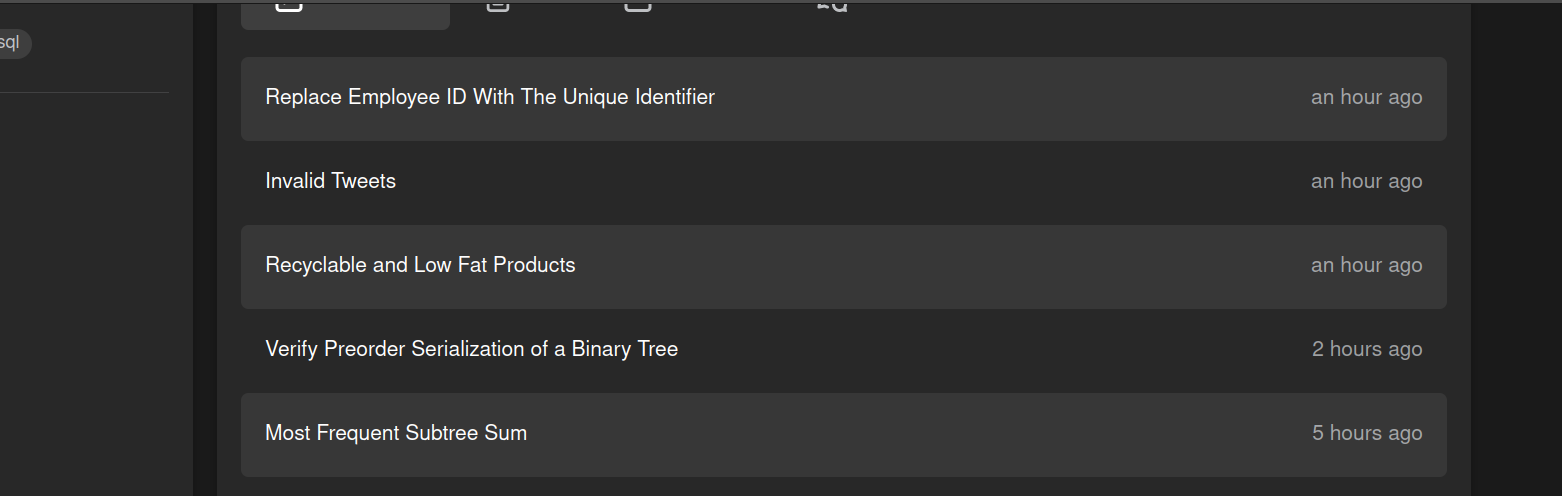 sql
Replace Employee ID With The Unique Identifier an hour ago
Invalid Tweets an hour ago
Recyclable and Low Fat Products an hour ago
Verify Preorder Serialization of a Binary Tree 2 hours ago
Most Frequent Subtree Sum 5 hours ago